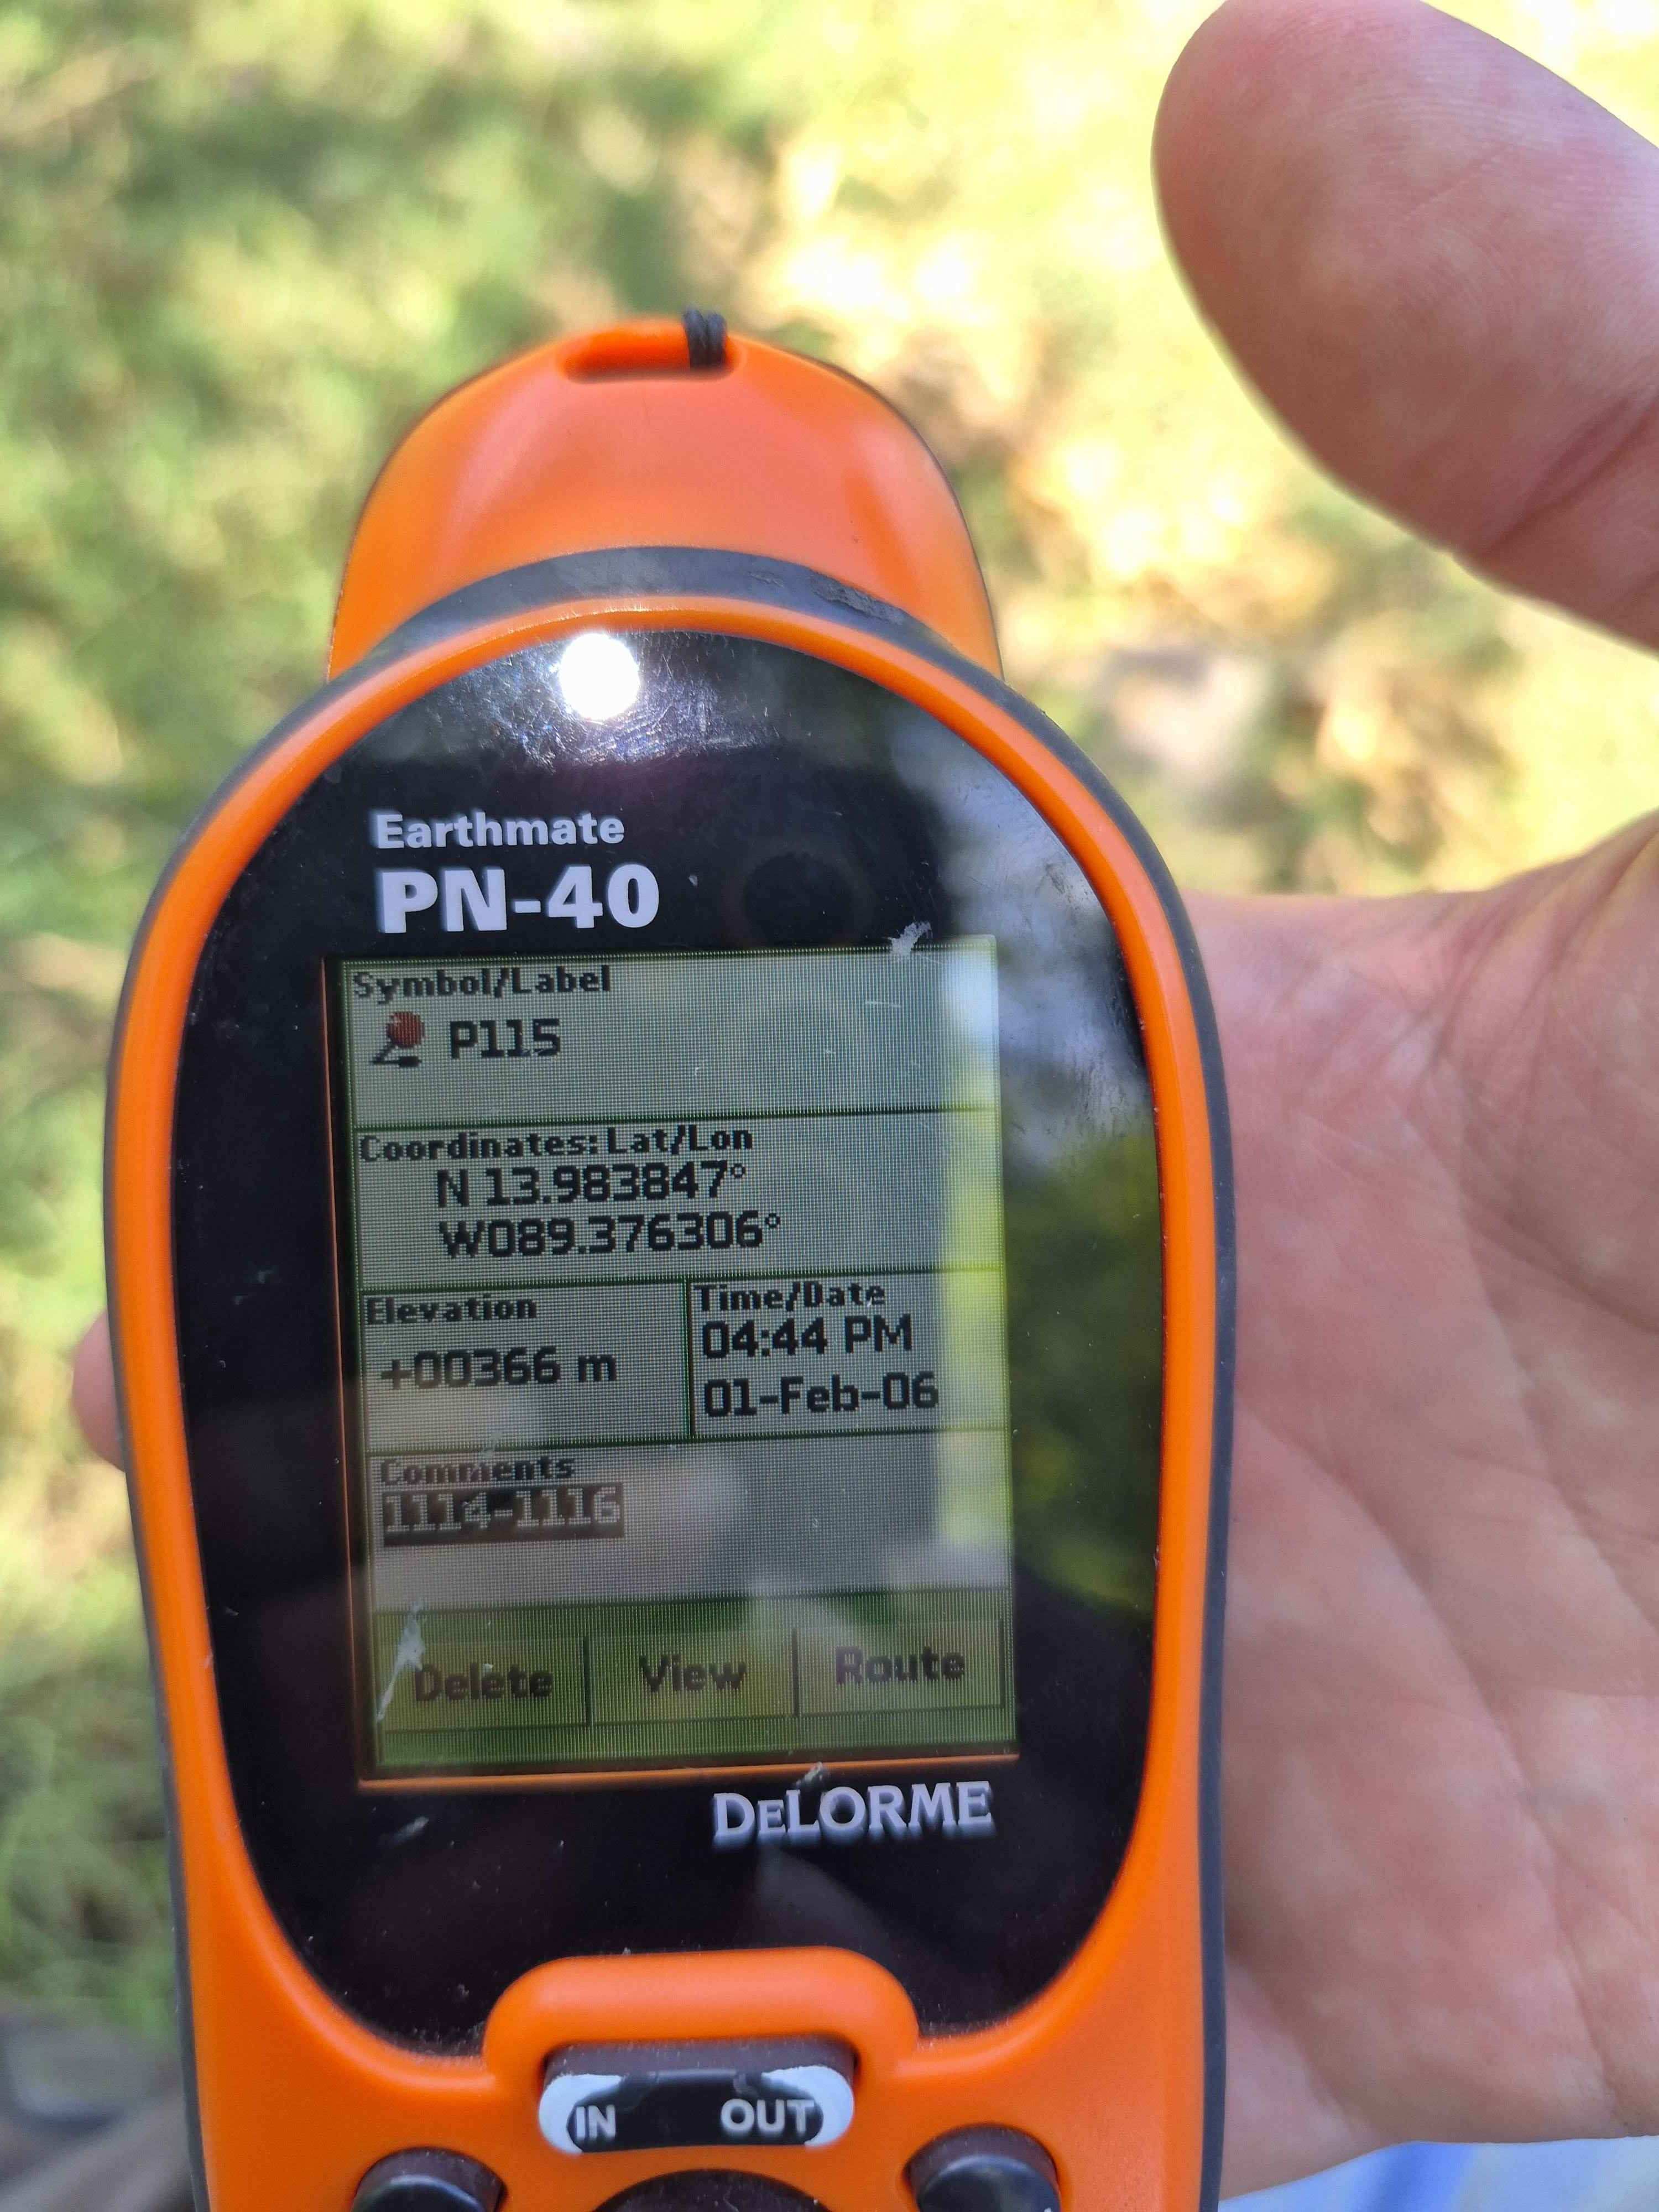 Earthmate
PN-40
Symbol/Label
P115
Coordinates: Lat/Lon
N 13.983847°
W089.376306°
Elevation
+00366 m
Time/Date
04:44 PM
01-Feb-06
Comments
1114-1116
Delete View Route
DELORME
IN OUT